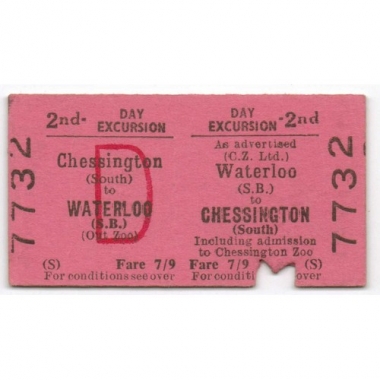 2nd- DAY
EXCURSION
Chessington
(South)
to
WATERLOO
(S.B.)
(Out Zoo)
(S) Fare 7/9
For conditions see over
D
7732
DAY -2nd
EXCURSION
As advertised
(C.Z. Ltd.)
Waterloo
(S.B.)
to
CHESSINGTON
(South)
Including admission
to Chessington Zoo
(S) Fare 7/9
For conditi see over
7732